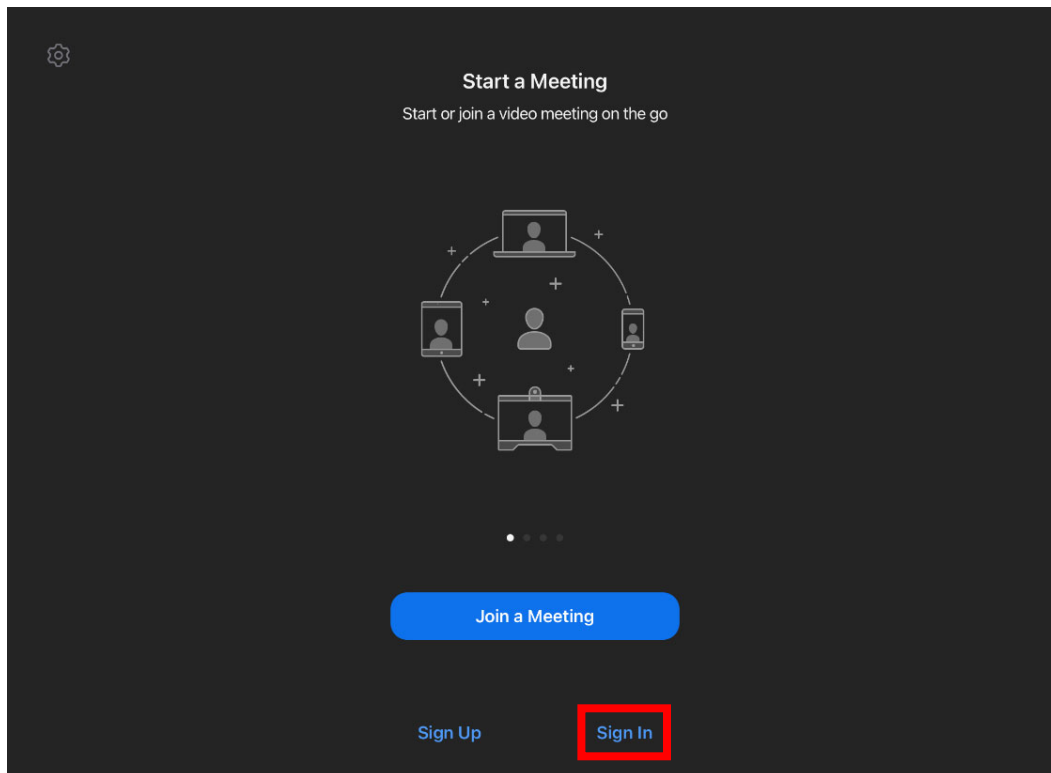 Start a Meeting
Start or join a video meeting on the go
Join a Meeting
Sign Up
Sign In